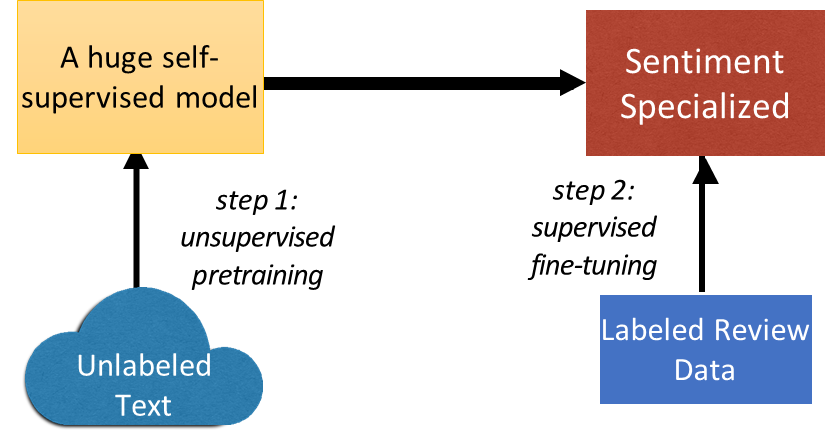 A huge self-
supervised model
Sentiment
Specialized
step 1:
unsupervised
pretraining
step 2:
supervised
fine-tuning
Unlabeled
Text
Labeled Review
Data